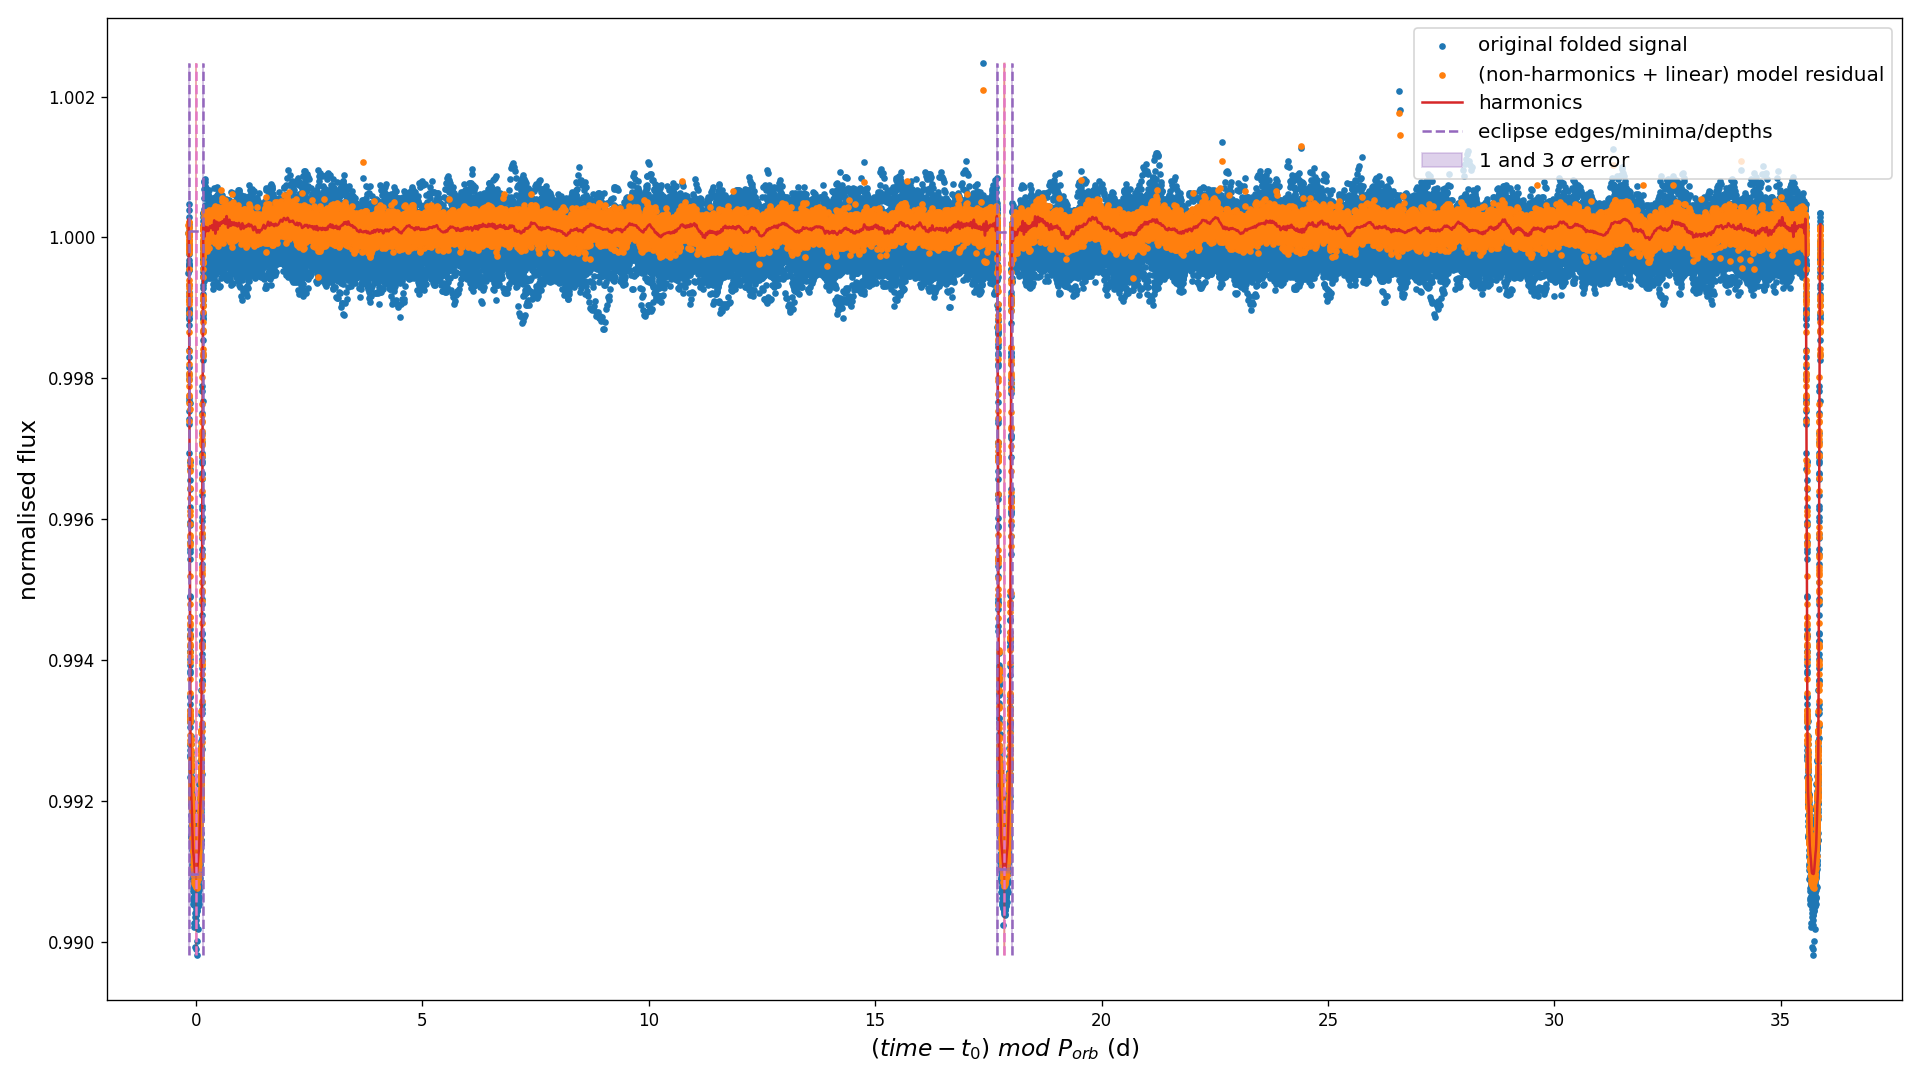 original folded signal
(non-harmonics + linear) model residual
harmonics
eclipse edges/minima/depths
1 and 3 σ error
1.002
1.000
0.998
0.996
0.994
0.992
0.990
normalised flux
0 5 10 15 20 25 30 35
(time − t₀) mod Pₒᵣb (d)